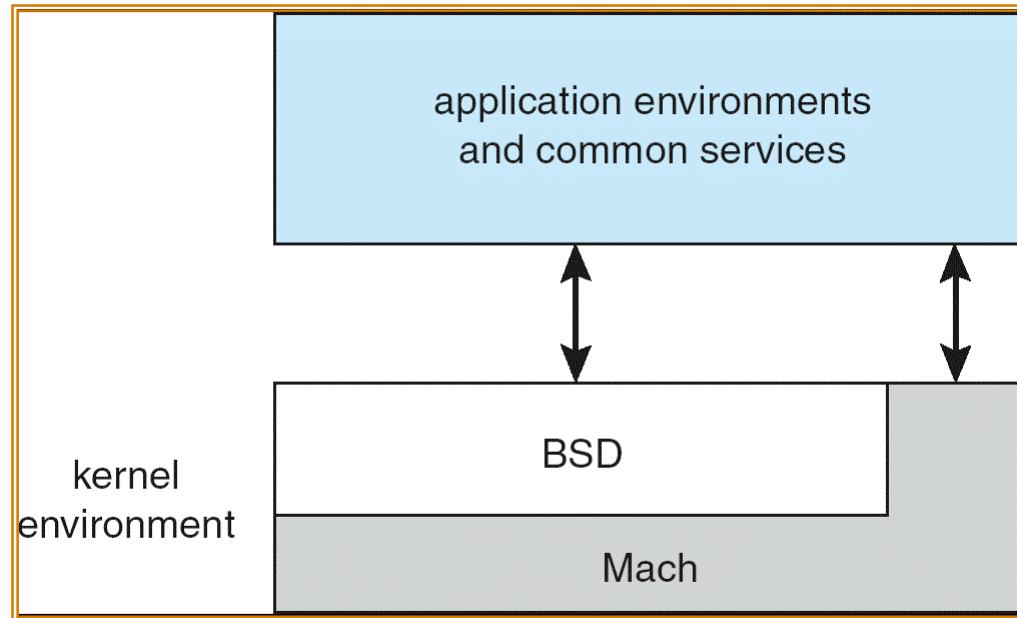 application environments
and common services
BSD
kernel
environment
Mach